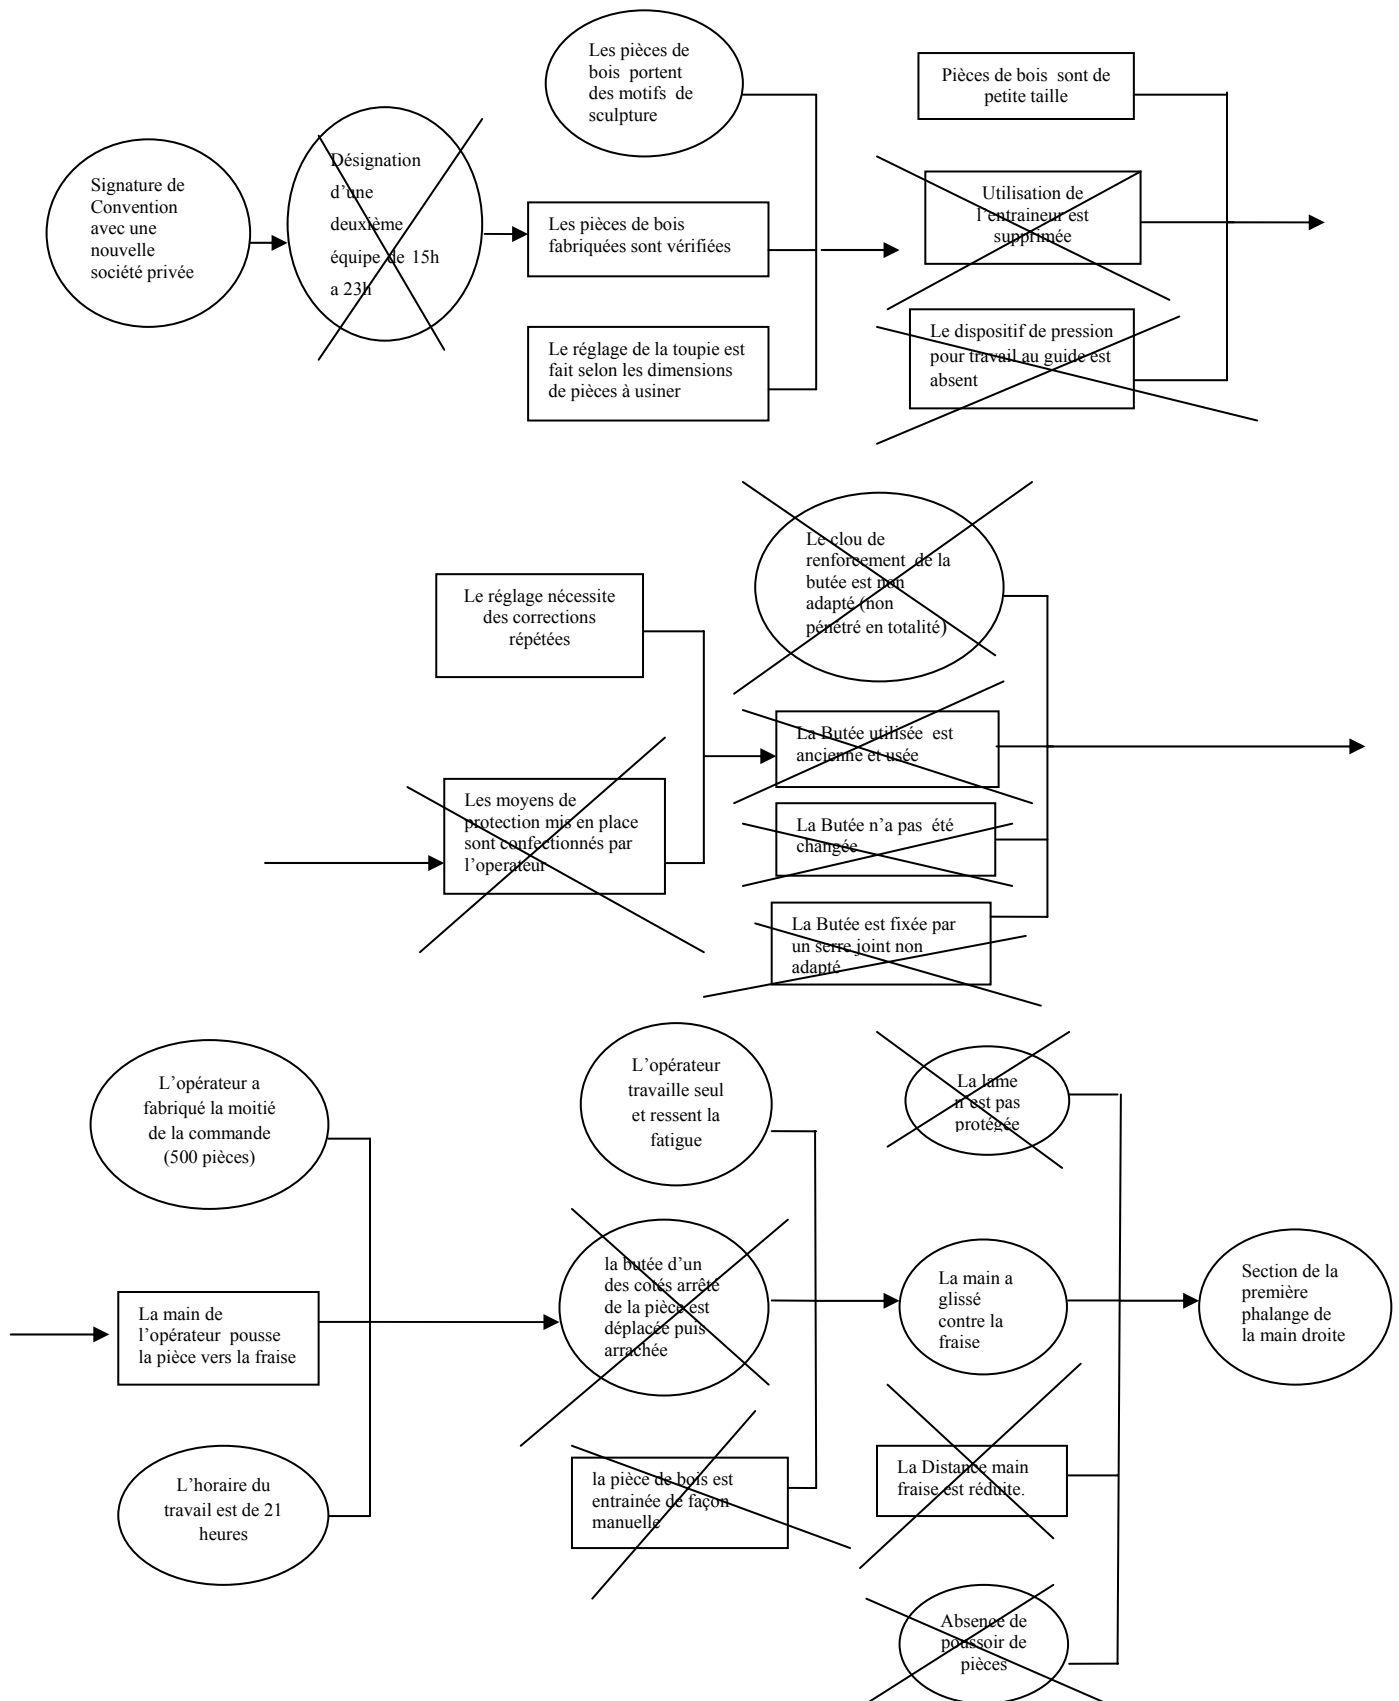 Signature de
Convention
avec une
nouvelle
société privée
Désignation
d'une
deuxième
équipe de 15h
a 23h
Les pièces de
bois portent
des motifs de
sculpture
Les pièces de bois
fabriquées sont vérifiées
Le réglage de la toupie est
fait selon les dimensions
de pièces à usiner
Pièces de bois sont de
petite taille
Utilisation de
l'entraineur est
supprimée
Le dispositif de pression
pour travail au guide est
absent
Le réglage nécessite
des corrections
répétées
Les moyens de
protection mis en place
sont confectionnés par
l'operateur
Le clou de
renforcement de la
butée est non
adapté (non
pénétré en totalité)
La Butée utilisée est
ancienne et usée
La Butée n'a pas été
changée
La Butée est fixée par
un serre joint non
adapté
L'opérateur a
fabriqué la moitié
de la commande
(500 pièces)
La main de
l'opérateur pousse
la pièce vers la fraise
L'horaire du
travail est de 21
heures
L'opérateur
travaille seul
et ressent la
fatigue
la butée d'un
des cotés arrête
de la pièce est
déplacée puis
arrachée
la pièce de bois est
entrainée de façon
manuelle
La lame
n'est pas
protégée
La main a
glissé
contre la
fraise
La Distance main
fraise est réduite.
Absence de
poussoir de
pièces
Section de la
première
phalange de
la main droite